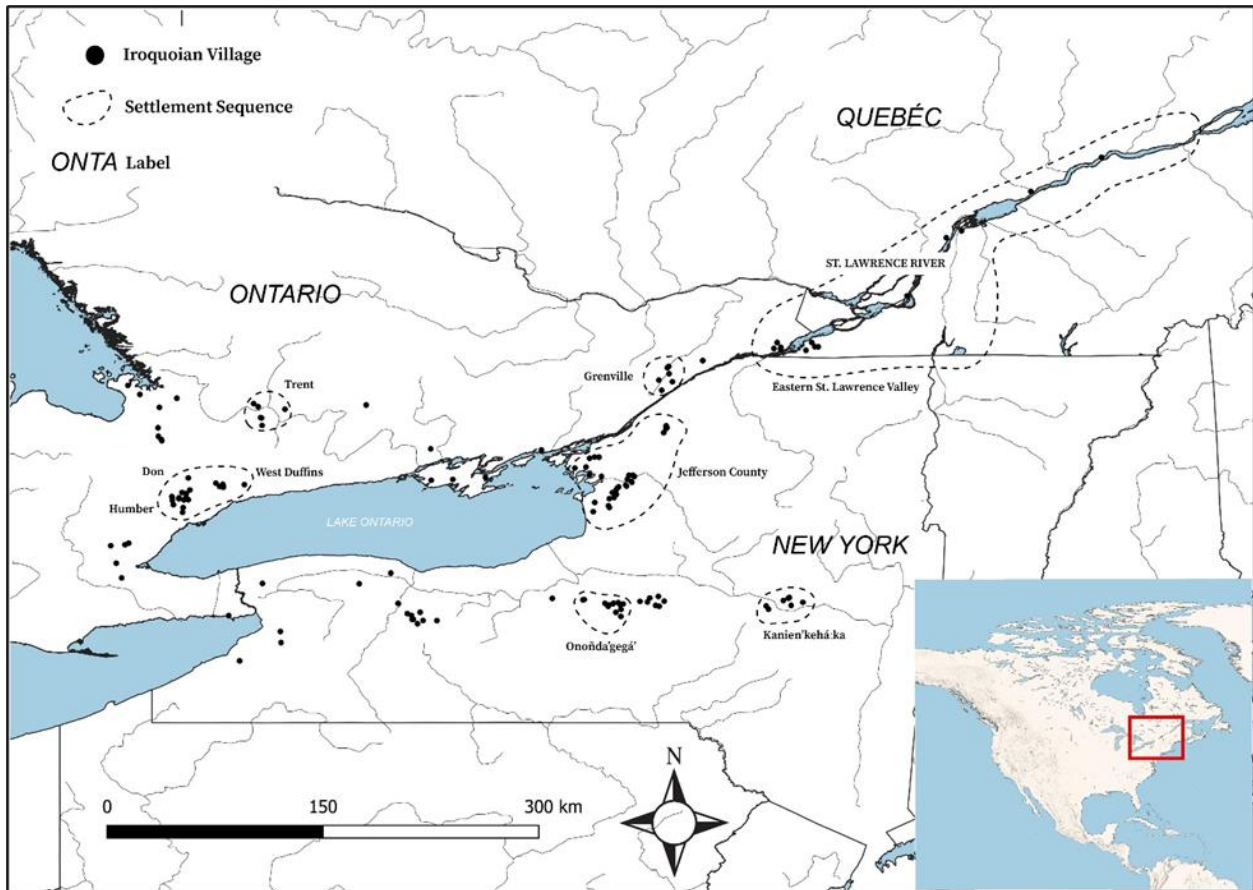 Iroquoian Village
Settlement Sequence
ONTA Label
QUEBÉC
ONTARIO
ST. LAWRENCE RIVER
Trent
Grenville
Eastern St. Lawrence Valley
Don
West Duffins
Humber
Jefferson County
LAKE ONTARIO
NEW YORK
Onoñda'gegá'
Kanien'kehá:ka
N
0 150 300 km